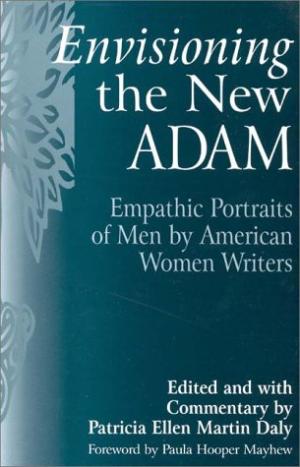 Envisioning
the New
ADAM
Empathic Portraits
of Men by American
Women Writers
Edited and with
Commentary by
Patricia Ellen Martin Daly
Foreword by Paula Hooper Mayhew